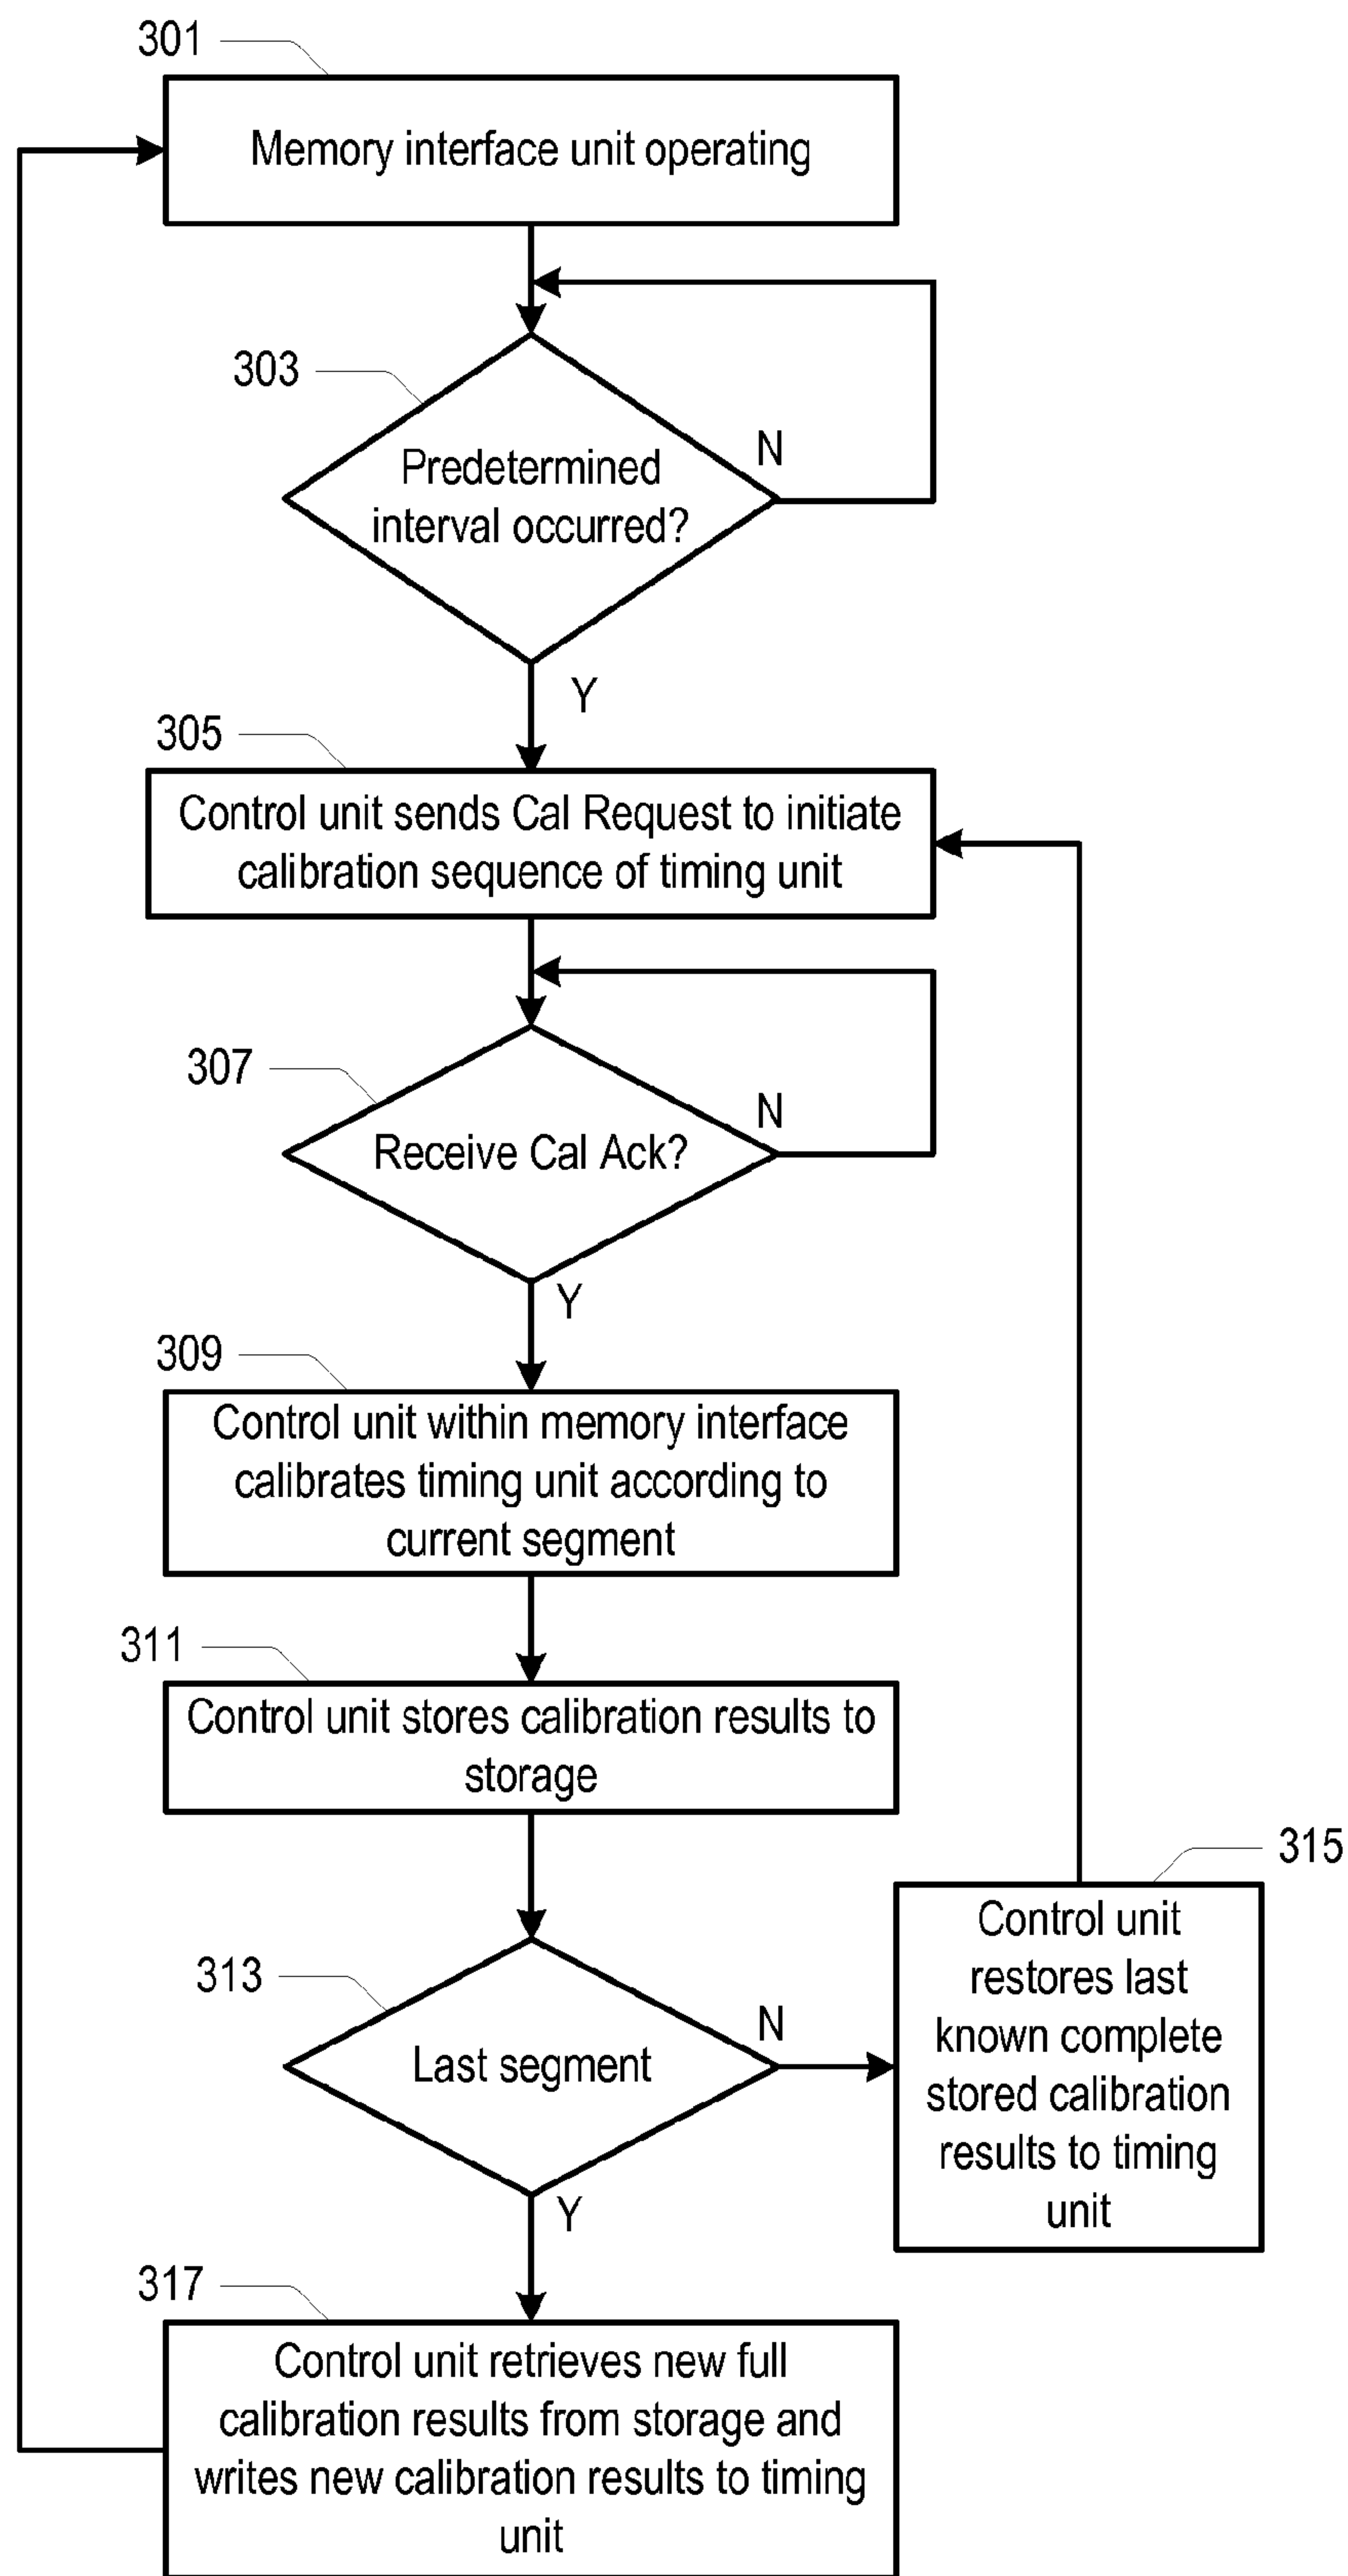 301
Memory interface unit operating
303
Predetermined
interval occurred?
N
Y
305
Control unit sends Cal Request to initiate
calibration sequence of timing unit
307
Receive Cal Ack?
N
Y
309
Control unit within memory interface
calibrates timing unit according to
current segment
311
Control unit stores calibration results to
storage
313
Last segment
N
Y
315
Control unit
restores last
known complete
stored calibration
results to timing
unit
317
Control unit retrieves new full
calibration results from storage and
writes new calibration results to timing
unit